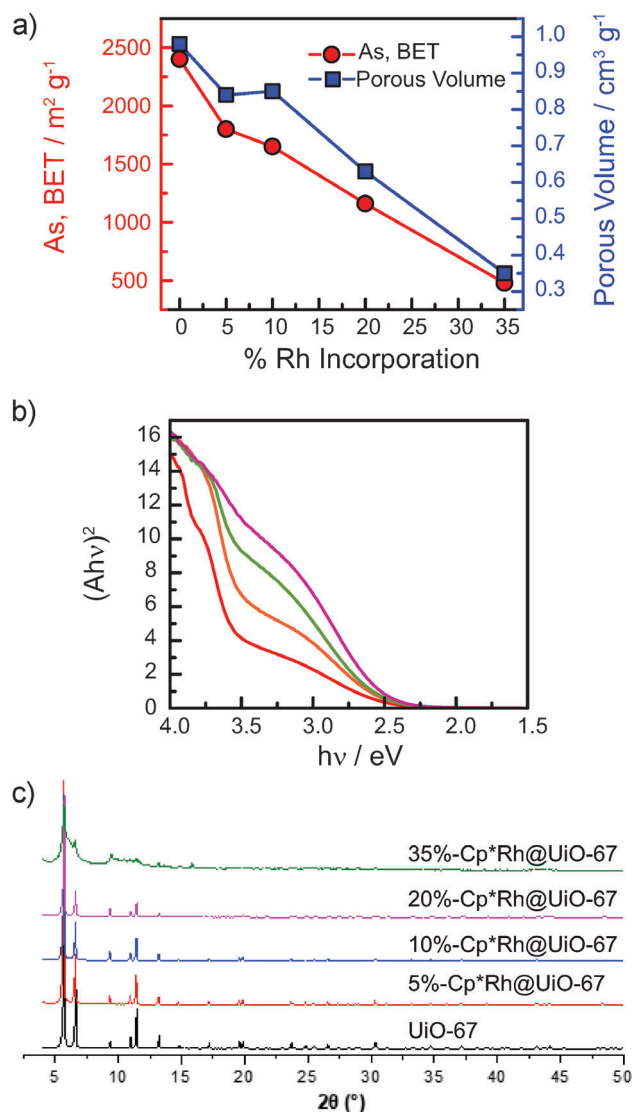 a)
As, BET
Porous Volume
As, BET / m² g⁻¹
2500
2000
1500
1000
500
Porous Volume / cm³ g⁻¹
1.0
0.9
0.8
0.7
0.6
0.5
0.4
0.3
0 5 10 15 20 25 30 35
% Rh Incorporation
b)
(Ahν)²
16
14
12
10
8
6
4
2
0
4.0 3.5 3.0 2.5 2.0 1.5
hν / eV
c)
35%-Cp*Rh@UiO-67
20%-Cp*Rh@UiO-67
10%-Cp*Rh@UiO-67
5%-Cp*Rh@UiO-67
UiO-67
5 10 15 20 25 30 35 40 45 50
2θ (°)